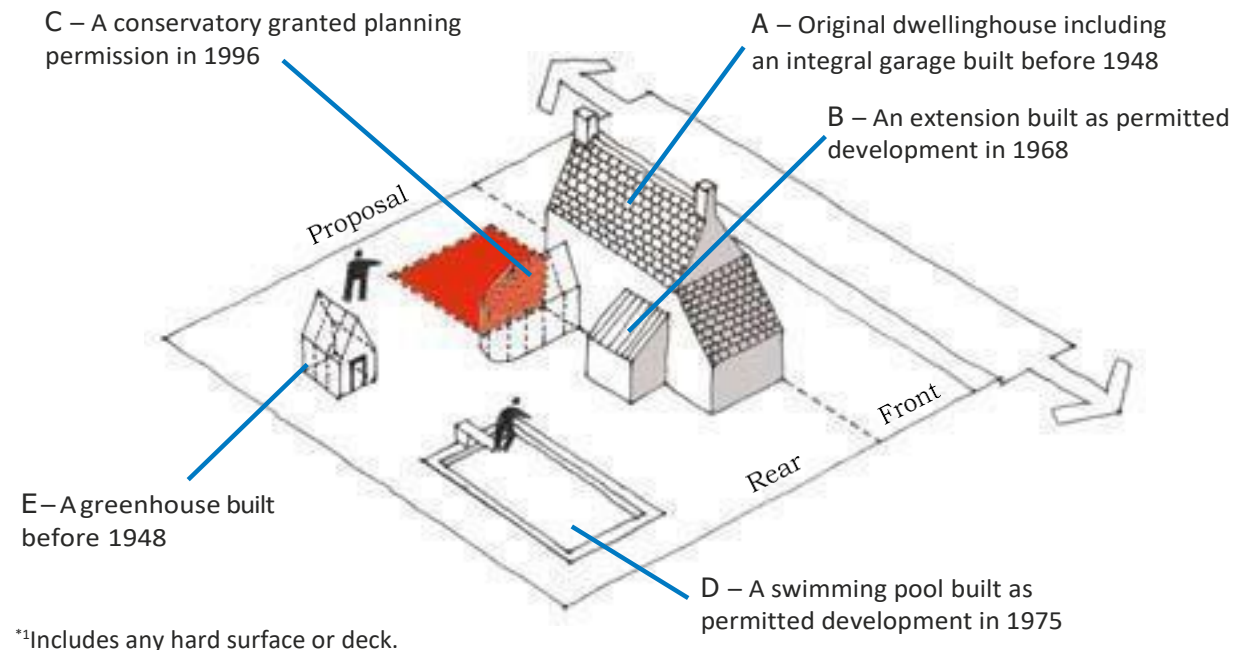 C – A conservatory granted planning
permission in 1996
A – Original dwellinghouse including
an integral garage built before 1948
B – An extension built as permitted
development in 1968
Proposal
Front
Rear
E – A greenhouse built
before 1948
D – A swimming pool built as
permitted development in 1975
*1Includes any hard surface or deck.